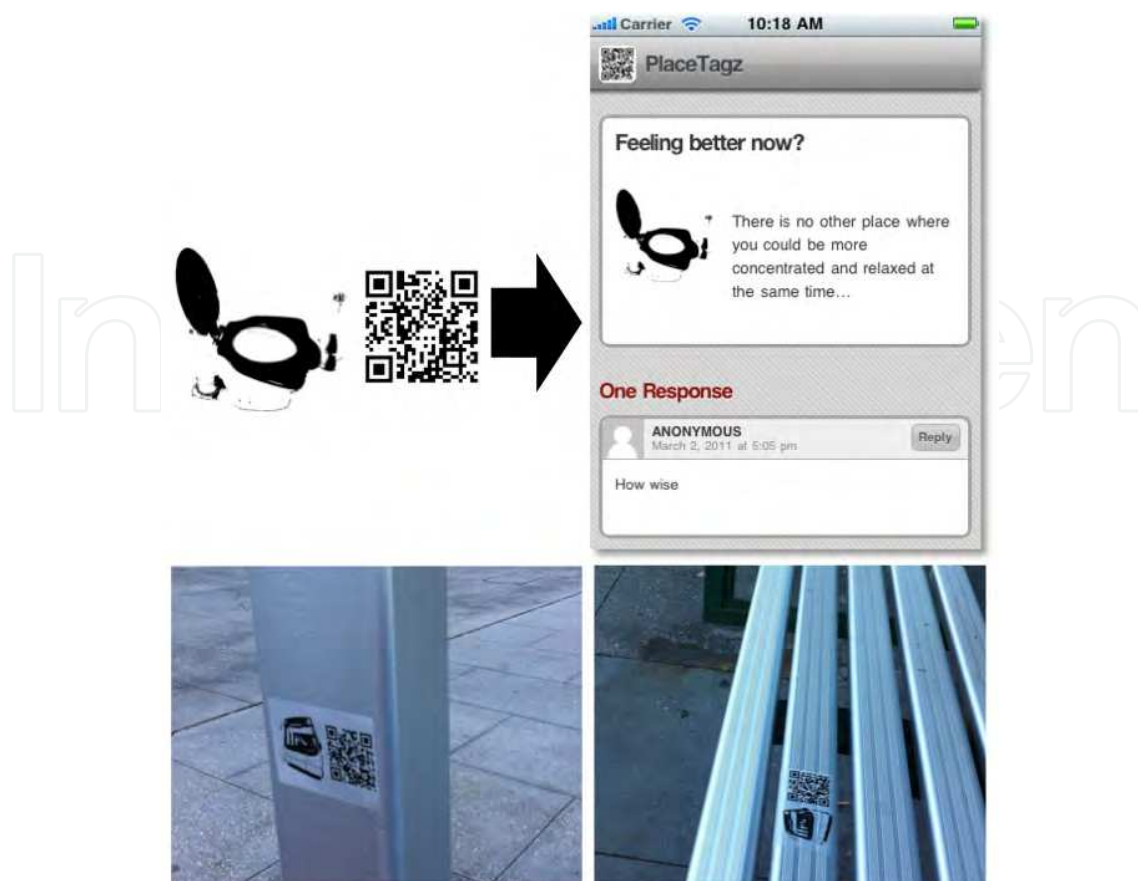 Carrier 10:18 AM
PlaceTagz
Feeling better now?
There is no other place where
you could be more
concentrated and relaxed at
the same time...
One Response
ANONYMOUS
March 2, 2011 at 5:05 pm
Reply
How wise
In
en